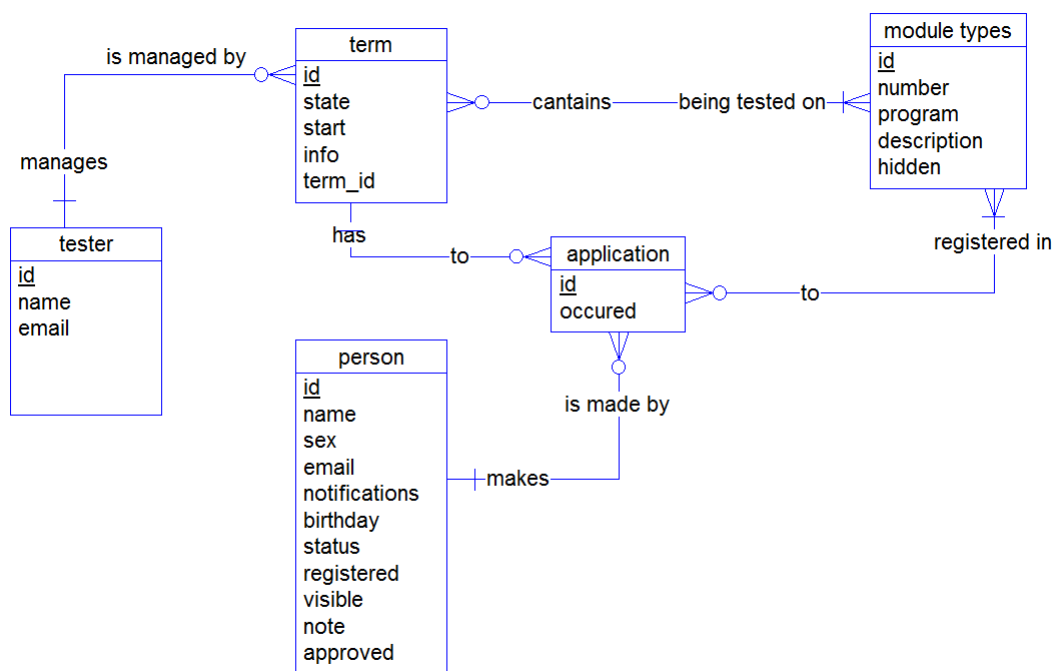 term
id
state
start
info
term_id
module types
id
number
program
description
hidden
is managed by
manages
cantains
being tested on
tester
id
name
email
has
to
application
id
occured
registered in
to
person
id
name
sex
email
notifications
birthday
status
registered
visible
note
approved
is made by
makes